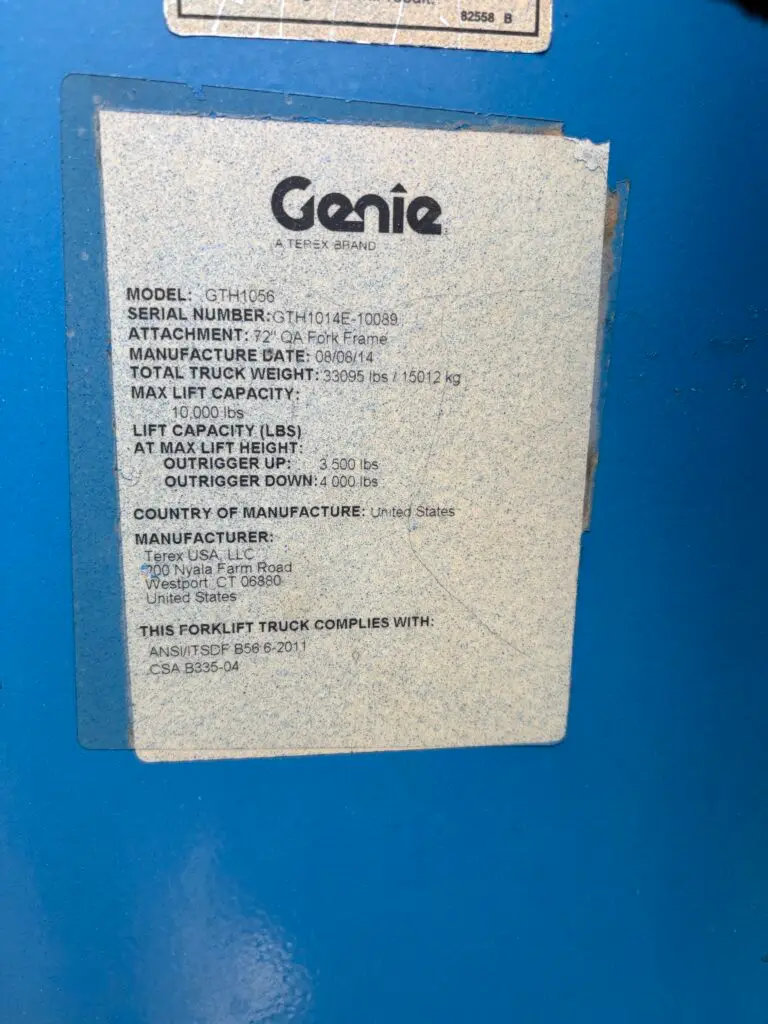 82558 B
Genie
A TEREX BRAND
MODEL: GTH1056
SERIAL NUMBER:GTH1014E-10089
ATTACHMENT: 72" QA Fork Frame
MANUFACTURE DATE: 08/08/14
TOTAL TRUCK WEIGHT: 33095 lbs / 15012 kg
MAX LIFT CAPACITY:
10,000 lbs
LIFT CAPACITY (LBS)
AT MAX LIFT HEIGHT:
OUTRIGGER UP: 3 500 lbs
OUTRIGGER DOWN: 4 000 lbs
COUNTRY OF MANUFACTURE: United States
MANUFACTURER:
Terex USA, LLC
200 Nyala Farm Road
Westport CT 06880
United States
THIS FORKLIFT TRUCK COMPLIES WITH:
ANSI/ITSDF B56.6-2011
CSA B335-04